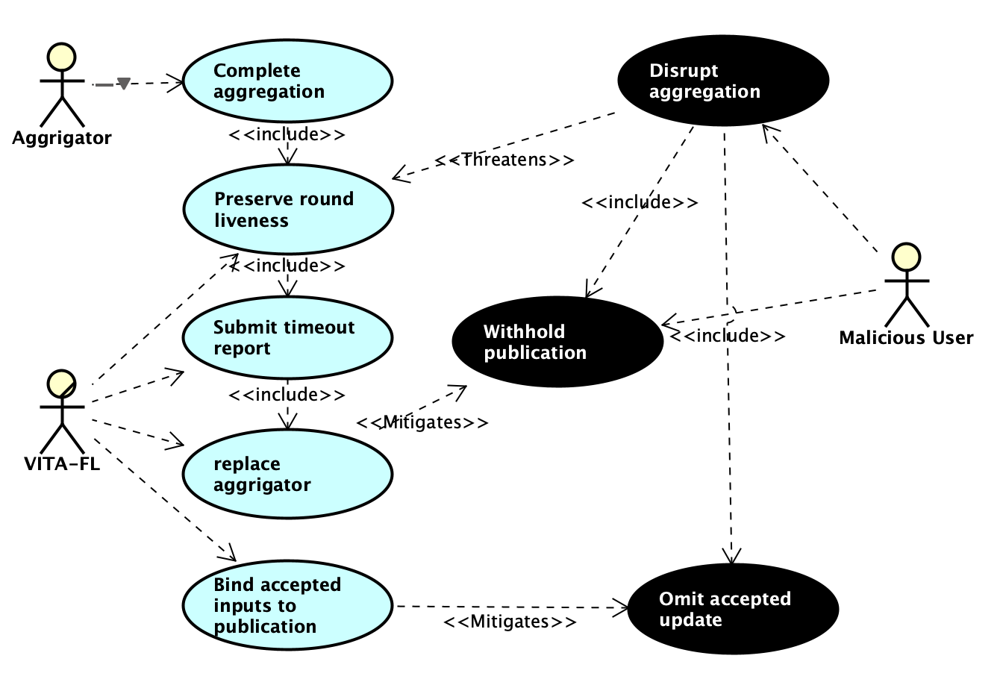 Complete
aggregation
Disrupt
aggregation
Aggrigator
<<include>>
<<Threatens>>
Preserve round
liveness
<<include>>
<<include>>
Submit timeout
report
Withhold
publication
<<include>>
Malicious User
<<include>>
<<Mitigates>>
VITA-FL
replace
aggrigator
Bind accepted
inputs to
publication
<<Mitigates>>
Omit accepted
update